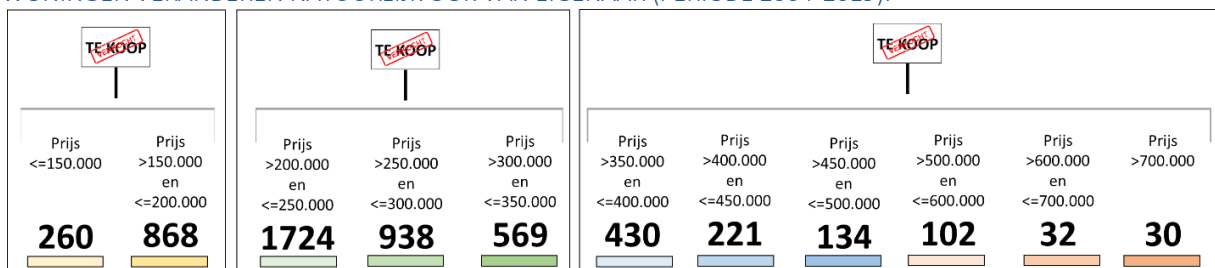 TE KOOP
VERKOCHT
TE KOOP
VERKOCHT
TE KOOP
VERKOCHT
Prijs
<=150.000
Prijs
>150.000
en
<=200.000
Prijs
>200.000
en
<=250.000
Prijs
>250.000
en
<=300.000
Prijs
>300.000
en
<=350.000
Prijs
>350.000
en
<=400.000
Prijs
>400.000
en
<=450.000
Prijs
>450.000
en
<=500.000
Prijs
>500.000
en
<=600.000
Prijs
>600.000
en
<=700.000
Prijs
>700.000
260
868
1724
938
569
430
221
134
102
32
30